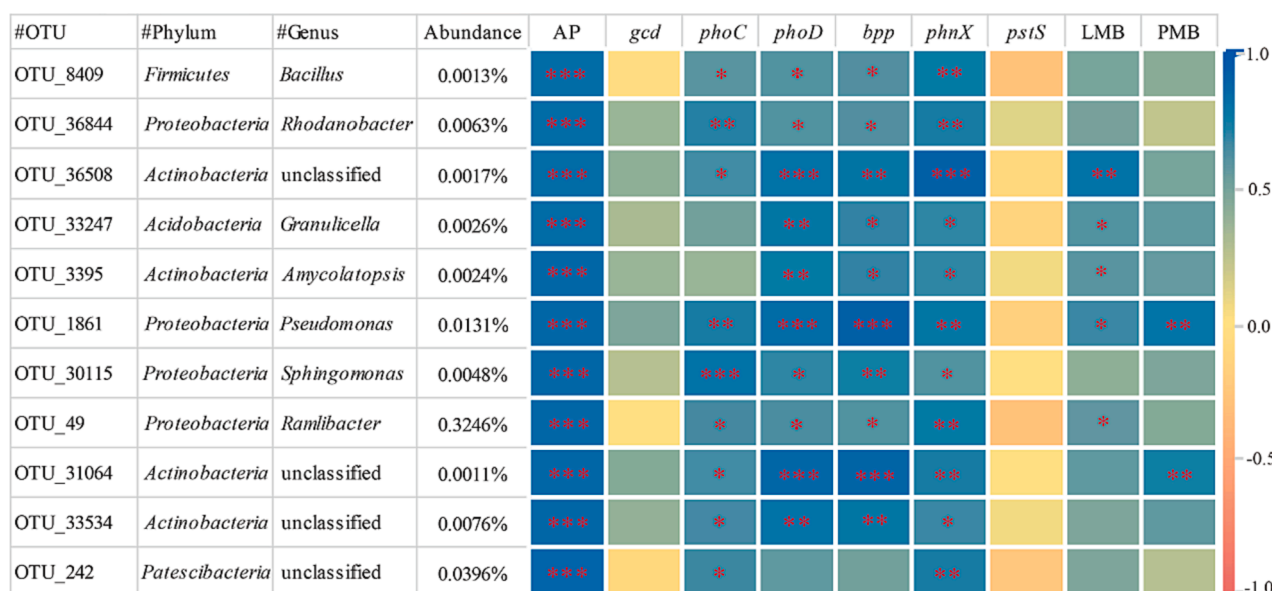 #OTU #Phylum #Genus Abundance AP gcd phoC phoD bpp phnX pstS LMB PMB
OTU_8409 Firmicutes Bacillus 0.0013% *** * * * **
OTU_36844 Proteobacteria Rhodanobacter 0.0063% *** ** * * **
OTU_36508 Actinobacteria unclassified 0.0017% *** * *** ** *** **
OTU_33247 Acidobacteria Granulicella 0.0026% *** ** * * *
OTU_3395 Actinobacteria Amycolatopsis 0.0024% *** ** * * *
OTU_1861 Proteobacteria Pseudomonas 0.0131% *** ** *** *** ** * **
OTU_30115 Proteobacteria Sphingomonas 0.0048% *** *** * ** *
OTU_49 Proteobacteria Ramlibacter 0.3246% *** * * * ** *
OTU_31064 Actinobacteria unclassified 0.0011% *** * *** *** ** **
OTU_33534 Actinobacteria unclassified 0.0076% *** * ** ** *
OTU_242 Patescibacteria unclassified 0.0396% *** * **
1.0
0.5
0.0
-0.5
-1.0